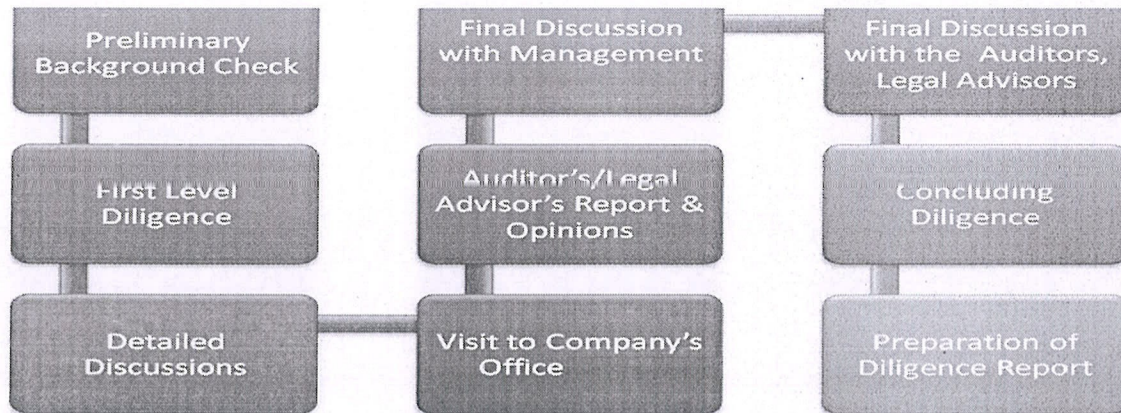 Preliminary
Background Check
First Level
Diligence
Detailed
Discussions
Visit to Company's
Office
Auditor's/Legal
Advisor's Report &
Opinions
Final Discussion
with Management
Final Discussion
with the Auditors,
Legal Advisors
Concluding
Diligence
Preparation of
Diligence Report